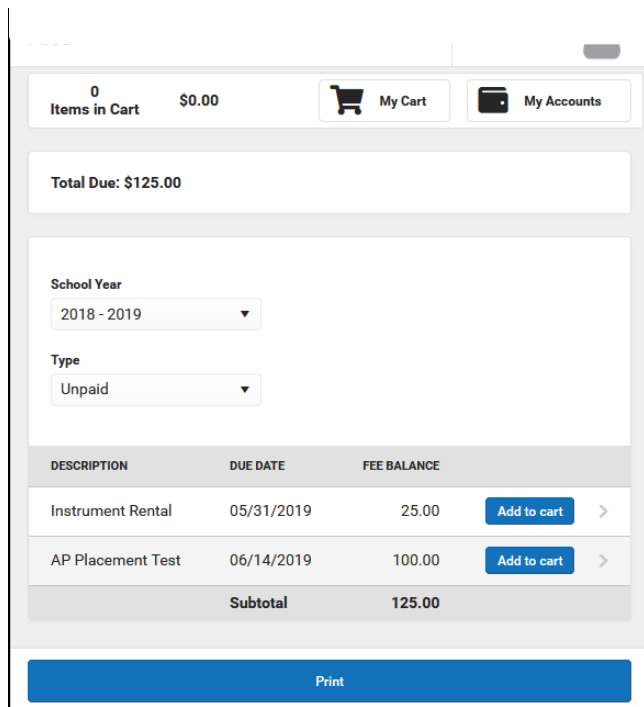 0
Items in Cart
$0.00
My Cart
My Accounts
Total Due: $125.00
School Year
2018 - 2019
Type
Unpaid
DESCRIPTION DUE DATE FEE BALANCE
Instrument Rental 05/31/2019 25.00 Add to cart
AP Placement Test 06/14/2019 100.00 Add to cart
Subtotal 125.00
Print